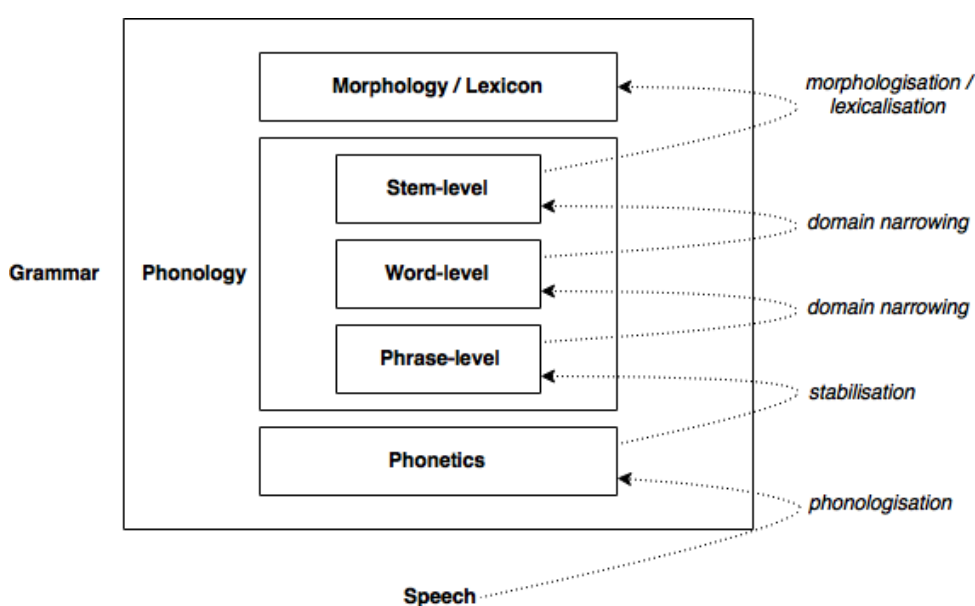 Morphology / Lexicon
morphologisation /
lexicalisation
Stem-level
domain narrowing
Grammar
Phonology
Word-level
domain narrowing
Phrase-level
stabilisation
Phonetics
phonologisation
Speech